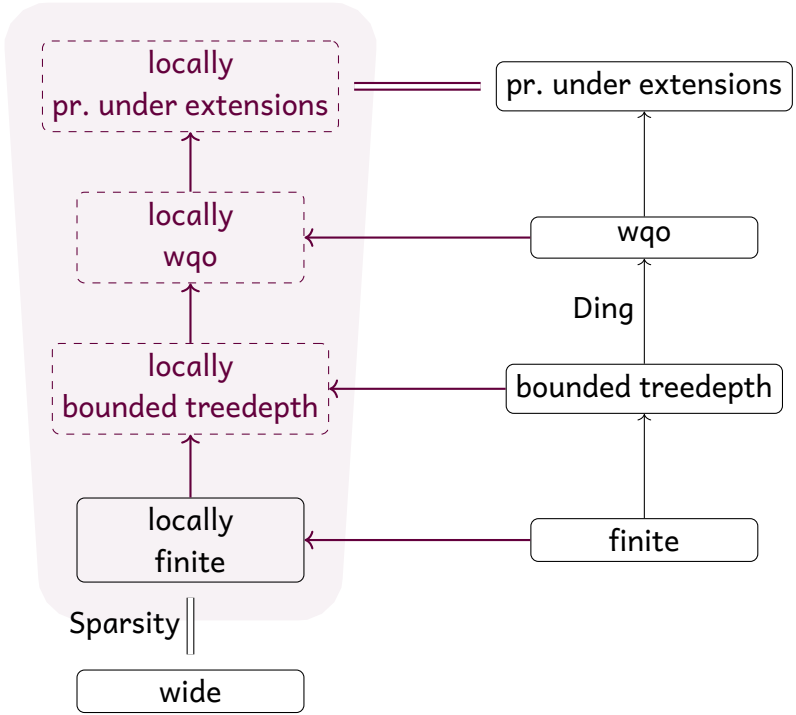 locally
pr. under extensions
pr. under extensions
locally
wqo
wqo
Ding
locally
bounded treedepth
bounded treedepth
locally
finite
finite
Sparsity
wide